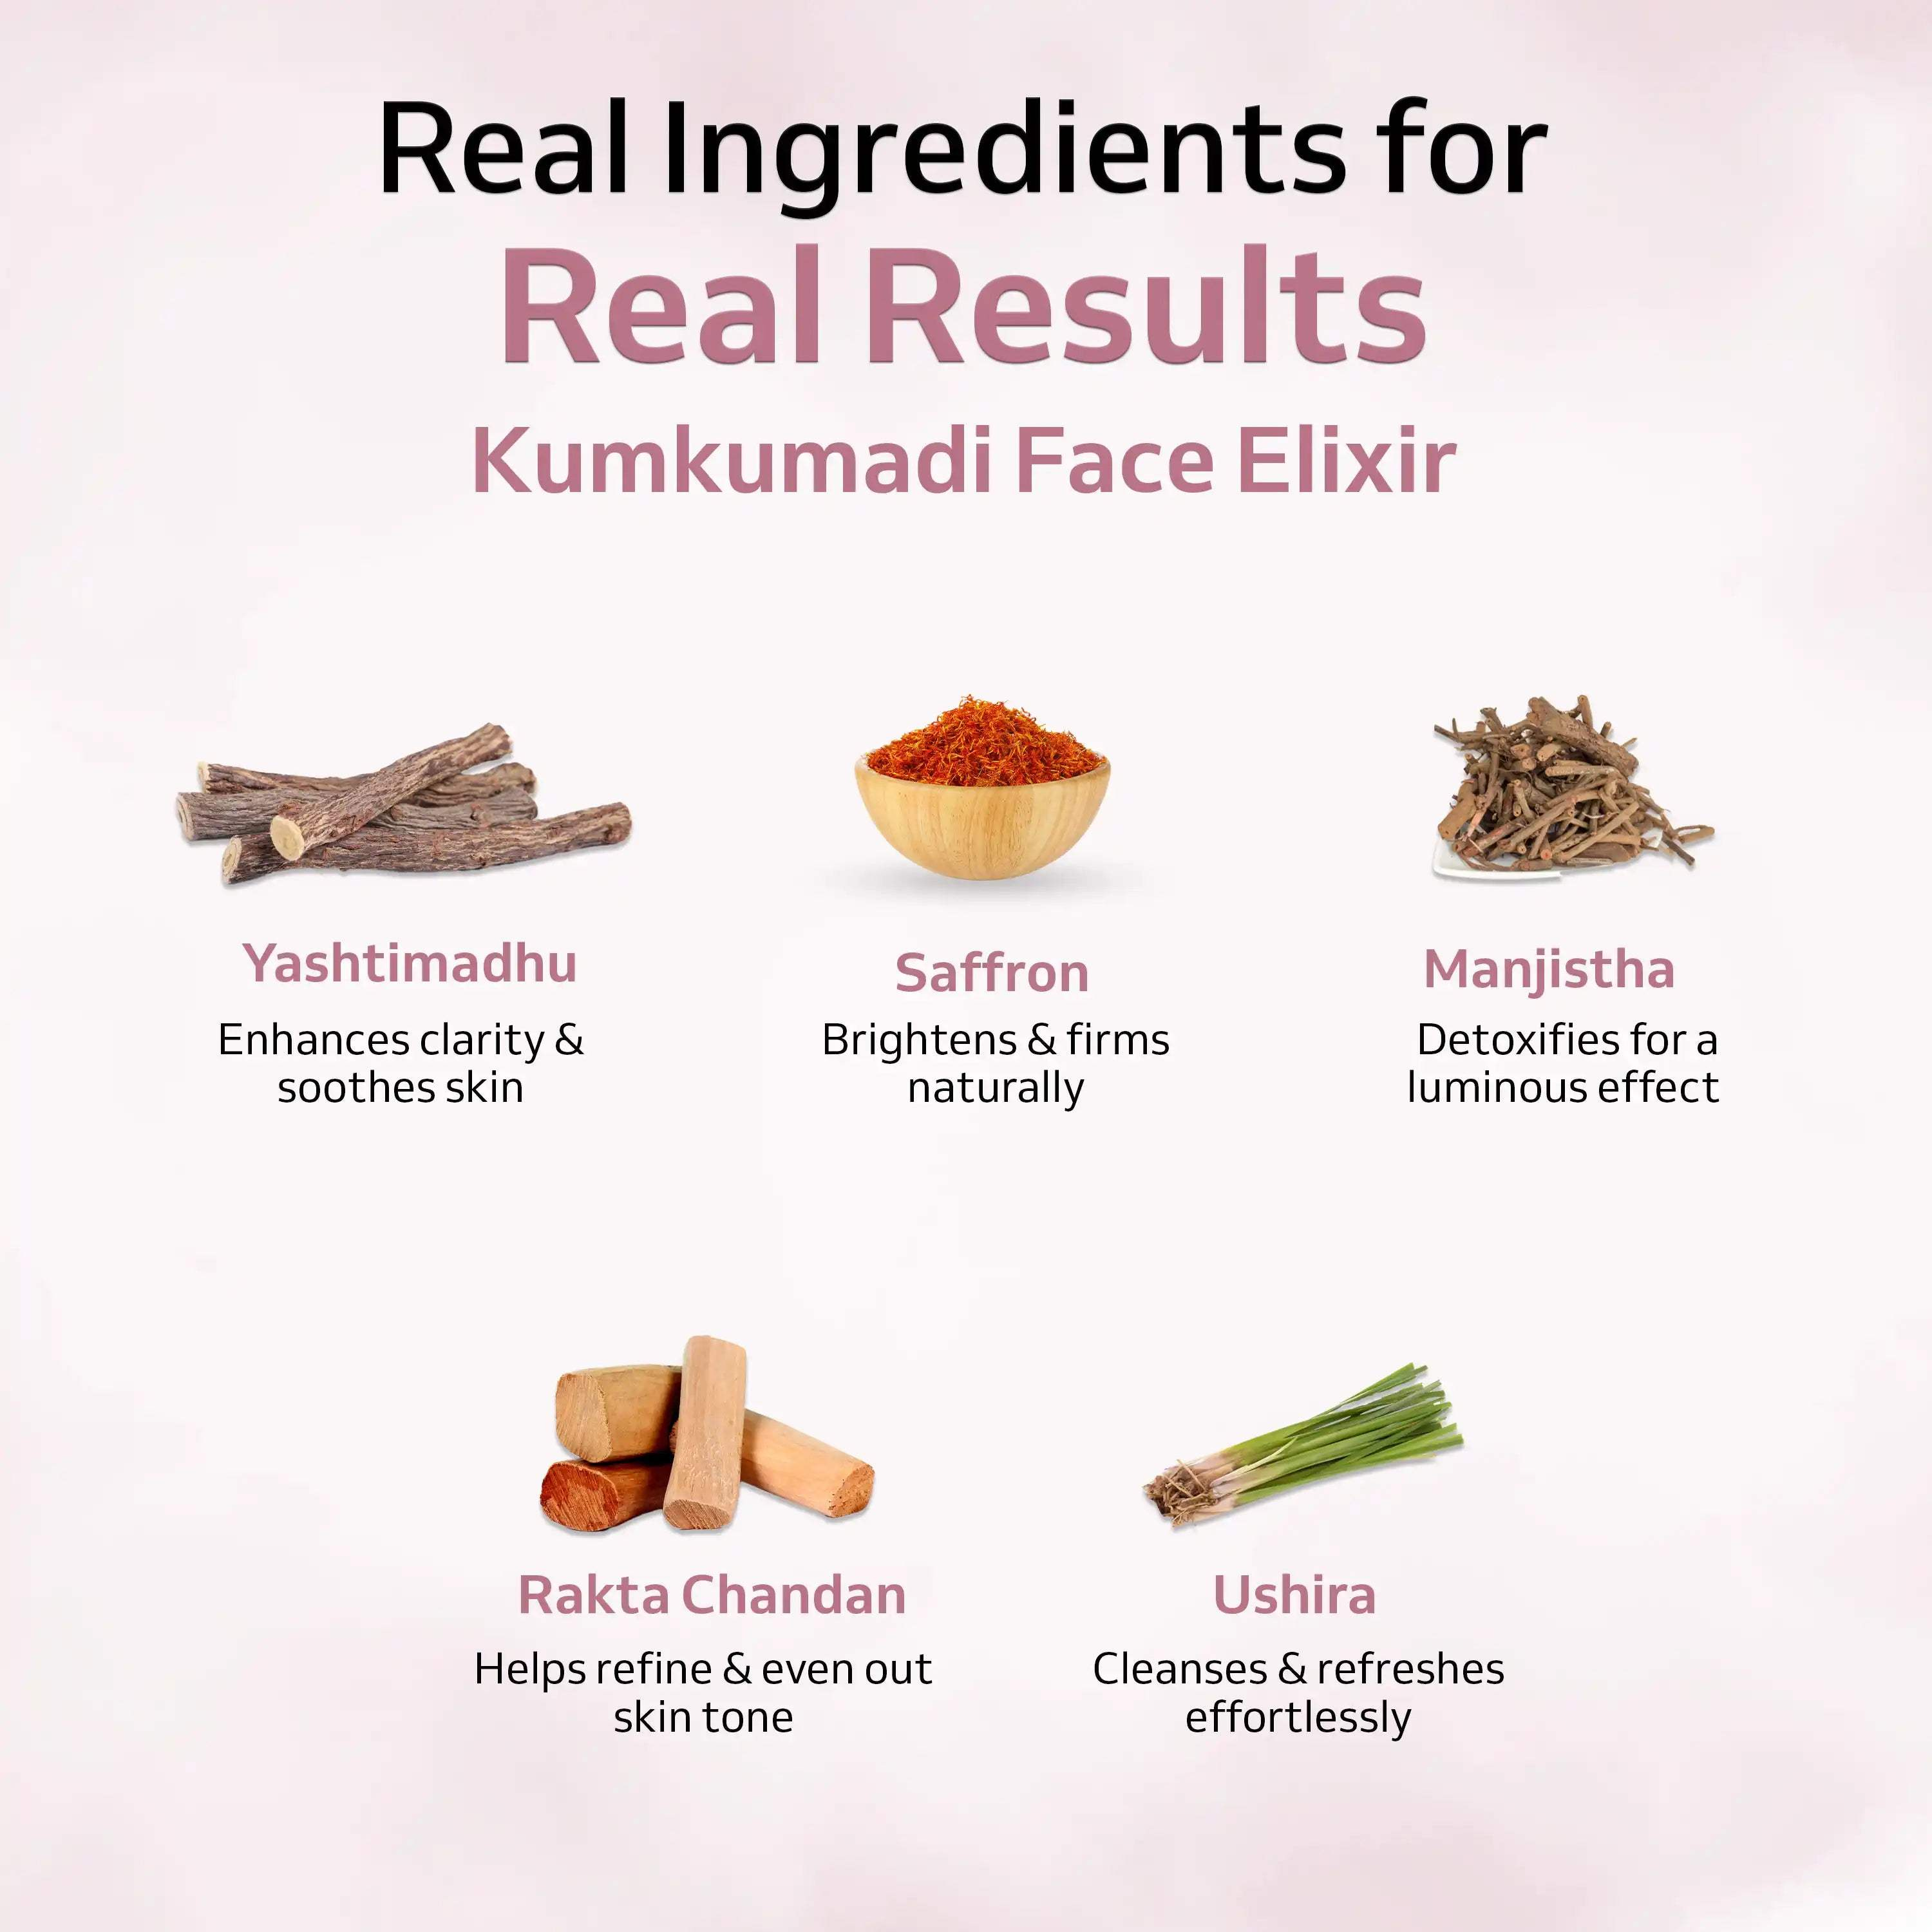 Real Ingredients for
Real Results
Kumkumadi Face Elixir
Yashtimadhu
Enhances clarity &
soothes skin
Saffron
Brightens & firms
naturally
Manjistha
Detoxifies for a
luminous effect
Rakta Chandan
Helps refine & even out
skin tone
Ushira
Cleanses & refreshes
effortlessly